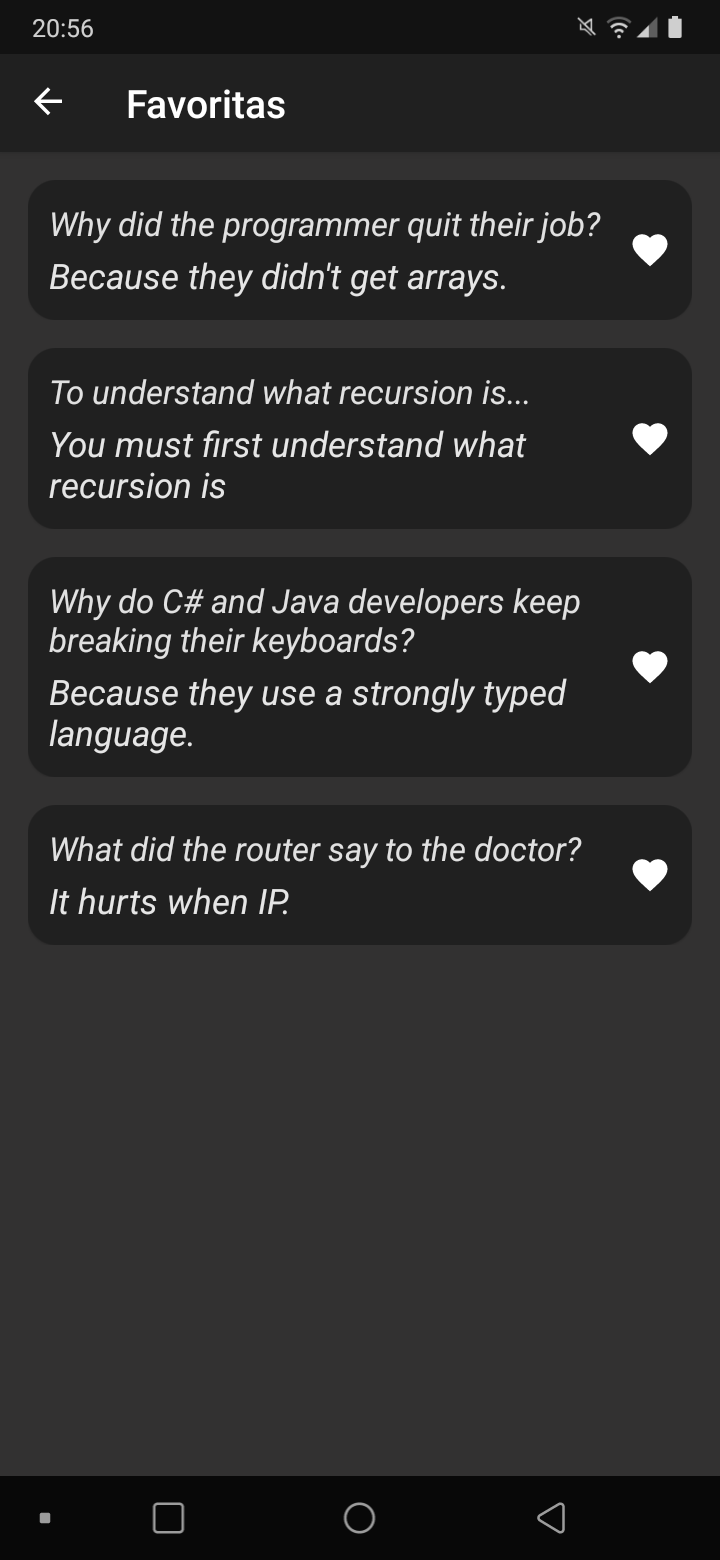 20:56
Favoritas
Why did the programmer quit their job?
Because they didn't get arrays.
To understand what recursion is...
You must first understand what
recursion is
Why do C# and Java developers keep
breaking their keyboards?
Because they use a strongly typed
language.
What did the router say to the doctor?
It hurts when IP.